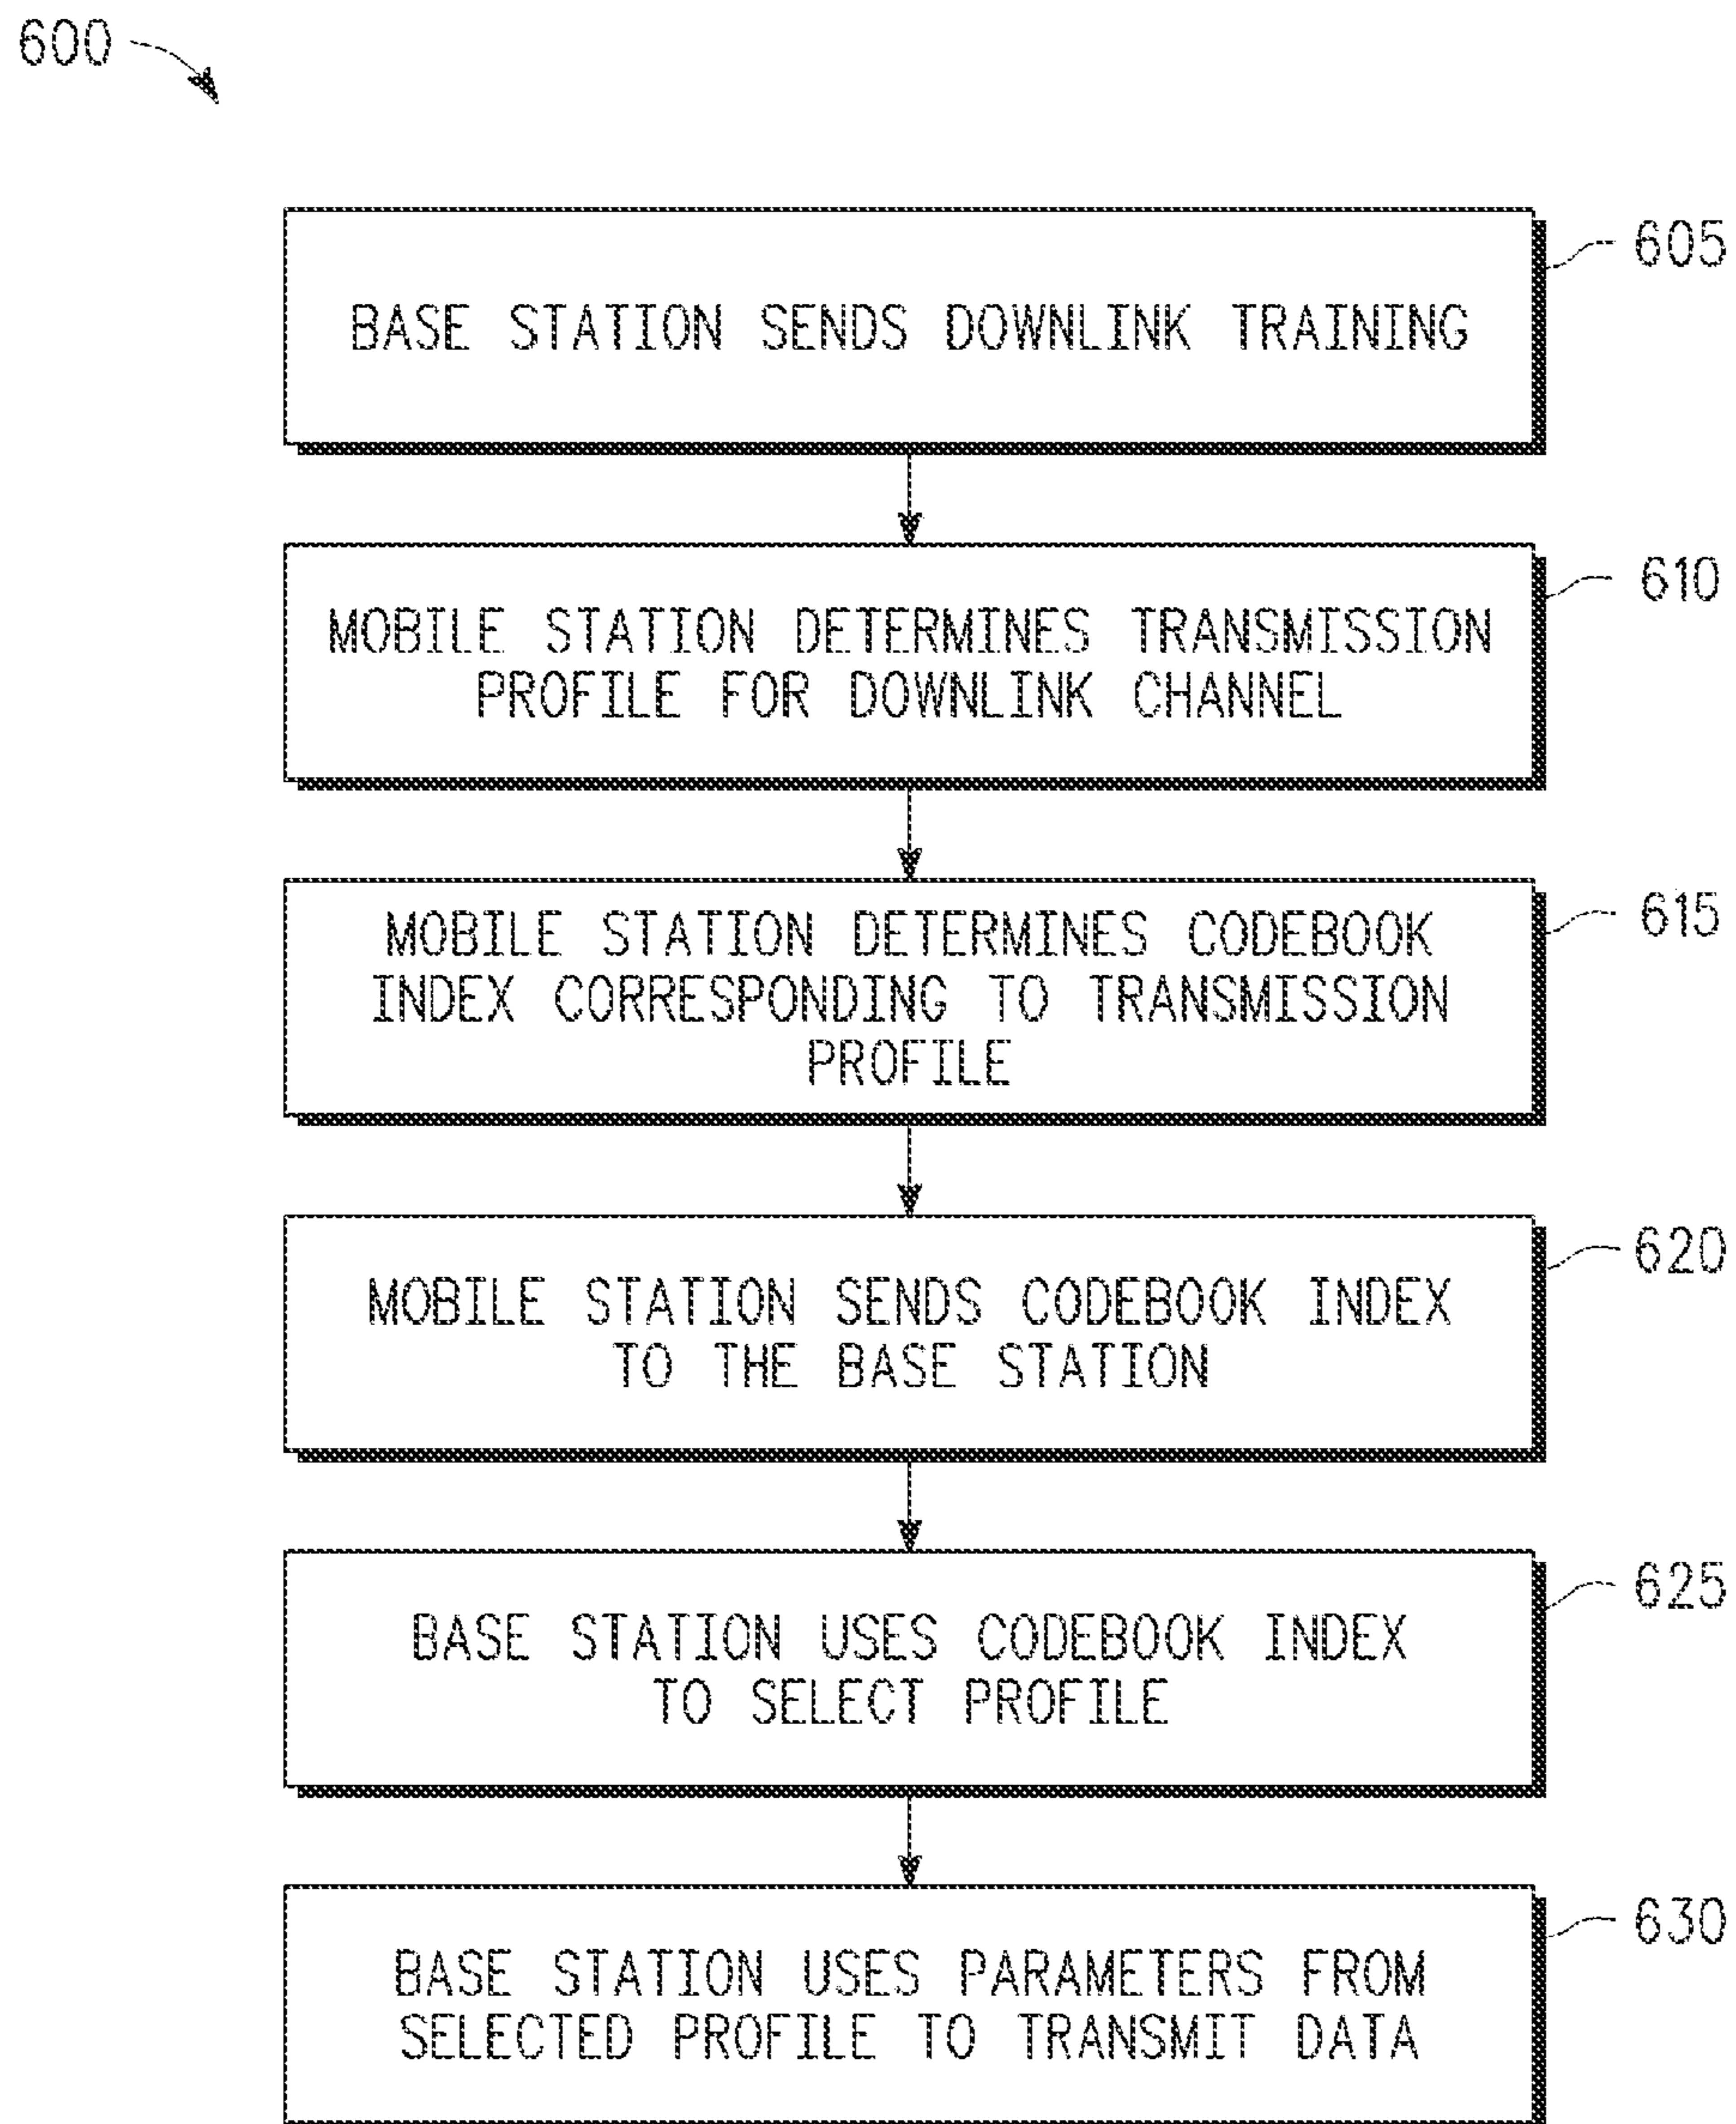 600
605
BASE STATION SENDS DOWNLINK TRAINING
610
MOBILE STATION DETERMINES TRANSMISSION
PROFILE FOR DOWNLINK CHANNEL
615
MOBILE STATION DETERMINES CODEBOOK
INDEX CORRESPONDING TO TRANSMISSION
PROFILE
620
MOBILE STATION SENDS CODEBOOK INDEX
TO THE BASE STATION
625
BASE STATION USES CODEBOOK INDEX
TO SELECT PROFILE
630
BASE STATION USES PARAMETERS FROM
SELECTED PROFILE TO TRANSMIT DATA